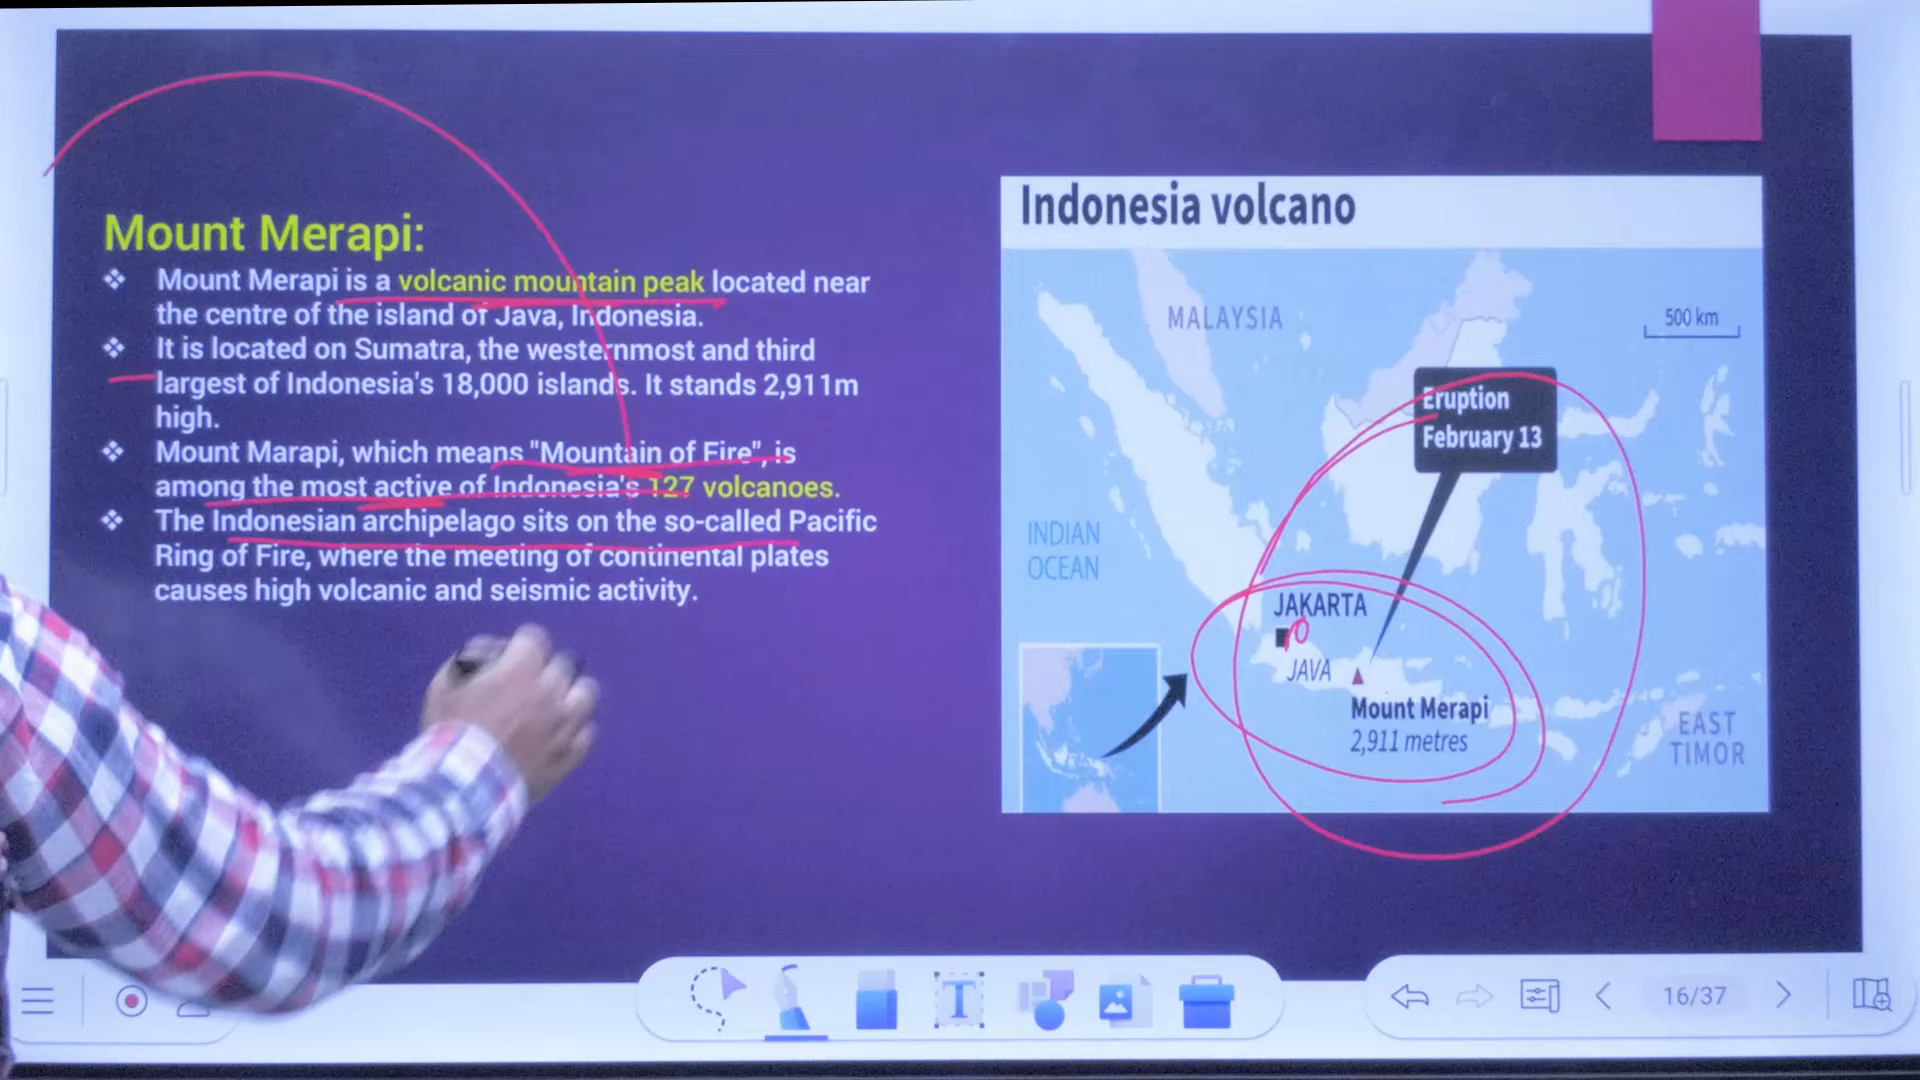 Mount Merapi:
❖ Mount Merapi is a volcanic mountain peak located near
the centre of the island of Java, Indonesia.
❖ It is located on Sumatra, the westernmost and third
largest of Indonesia's 18,000 islands. It stands 2,911m
high.
❖ Mount Marapi, which means "Mountain of Fire", is
among the most active of Indonesia's 127 volcanoes.
❖ The Indonesian archipelago sits on the so-called Pacific
Ring of Fire, where the meeting of continental plates
causes high volcanic and seismic activity.
Indonesia volcano
MALAYSIA
500 km
Eruption
February 13
INDIAN
OCEAN
JAKARTA
JAVA
Mount Merapi
2,911 metres
EAST
TIMOR
T
16/37